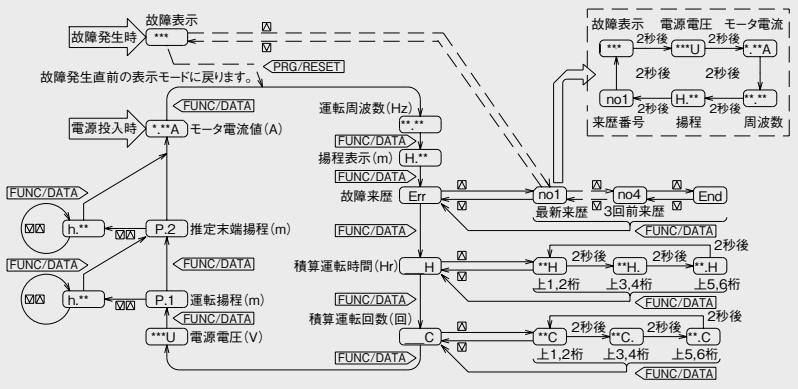 故障表示
故障発生時
***
PRG/RESET
故障発生直前の表示モードに戻ります。
FUNC/DATA
電源投入時
*.**A
モータ電流値(A)
FUNC/DATA
h.**
P.2
推定末端揚程(m)
FUNC/DATA
FUNC/DATA
h.**
P.1
運転揚程(m)
FUNC/DATA
***U
電源電圧(V)
運転周波数(Hz)
**.**
FUNC/DATA
揚程表示(m)
H.**
FUNC/DATA
故障来歴
Err
no1
no4
End
最新来歴
3回前来歴
FUNC/DATA
FUNC/DATA
2秒後
積算運転時間(Hr)
__H
**H
2秒後
**H.
2秒後
**.H
上1,2桁
上3,4桁
上5,6桁
FUNC/DATA
FUNC/DATA
2秒後
積算運転回数(回)
__C
**C
2秒後
**C.
2秒後
**.C
上1,2桁
上3,4桁
上5,6桁
FUNC/DATA
FUNC/DATA
故障表示
電源電圧
モータ電流
***
2秒後
***U
2秒後
*.**A
2秒後
2秒後
no1
2秒後
H.**
2秒後
**.**
来歴番号
揚程
周波数